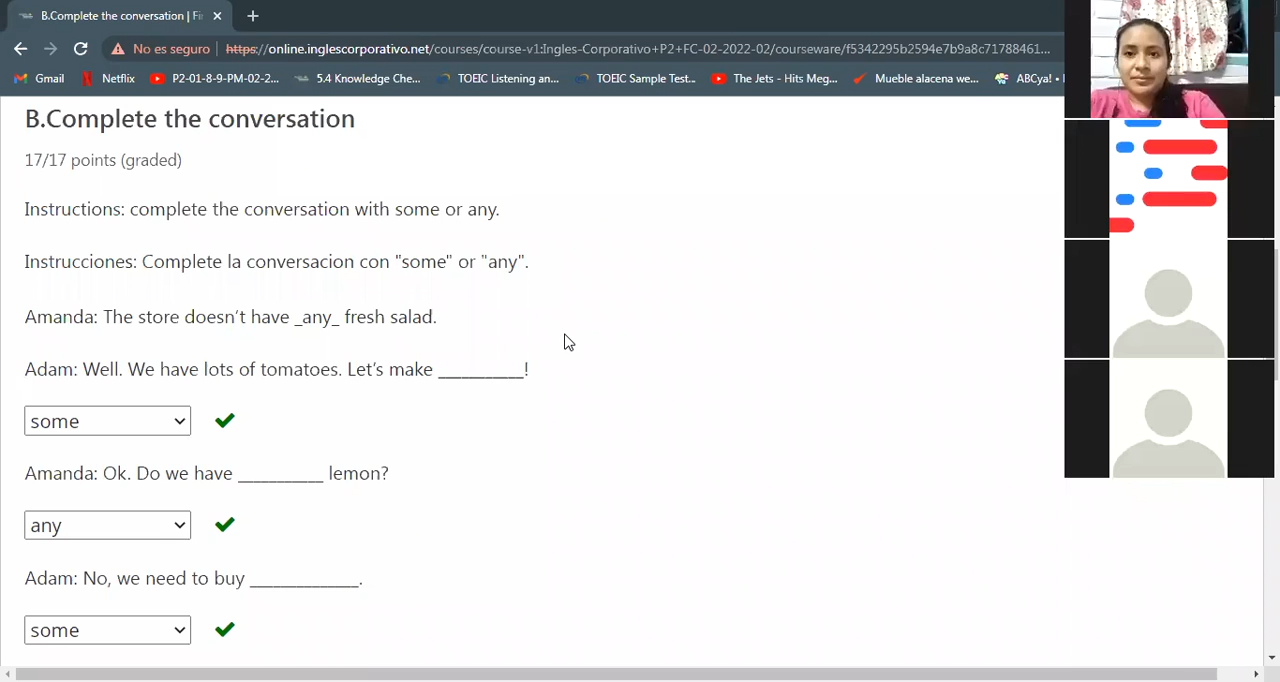 B.Complete the conversation | Fi
No es seguro | https://online.inglescorporativo.net/courses/course-v1:Ingles-Corporativo+P2+FC-02-2022-02/courseware/f5342295b2594e7b9a8c71788461...
Gmail Netflix P2-01-8-9-PM-02-2... 5.4 Knowledge Che... TOEIC Listening an... TOEIC Sample Test... The Jets - Hits Meg... Mueble alacena we... ABCya! •
B.Complete the conversation
17/17 points (graded)
Instructions: complete the conversation with some or any.
Instrucciones: Complete la conversacion con "some" or "any".
Amanda: The store doesn’t have _any_ fresh salad.
Adam: Well. We have lots of tomatoes. Let’s make ___________!
some
Amanda: Ok. Do we have ___________ lemon?
any
Adam: No, we need to buy ______________.
some